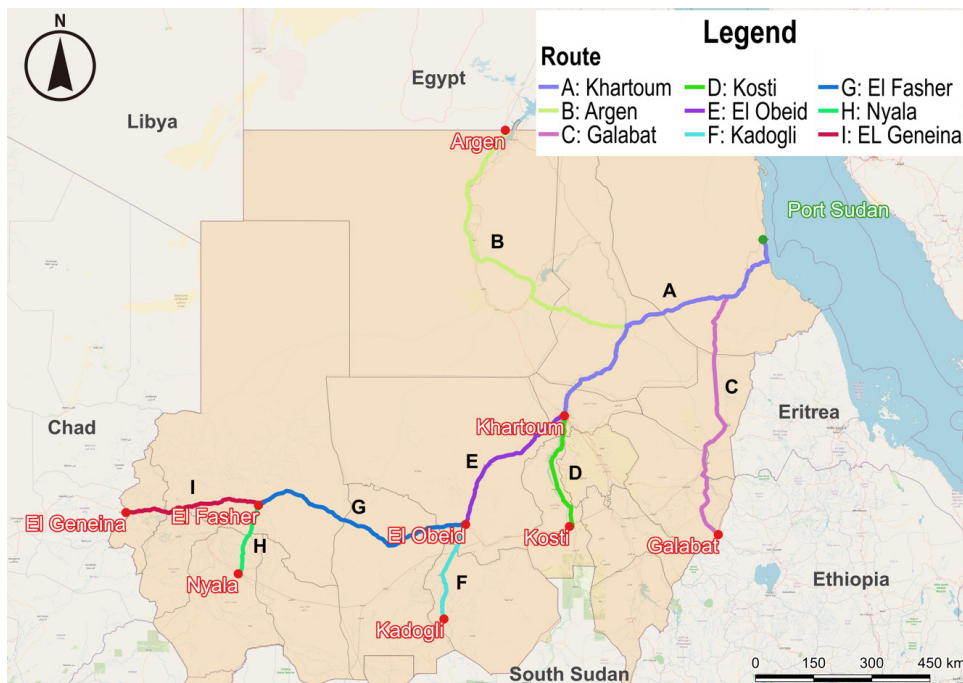 N
Legend
Route
A: Khartoum
D: Kosti
G: El Fasher
B: Argen
E: El Obeid
H: Nyala
C: Galabat
F: Kadogli
I: EL Geneina
Egypt
Libya
Argen
Port Sudan
B
A
Chad
C
Eritrea
Khartoum
E
D
I
G
El Geneina
El Fasher
El Obeid
Kosti
Galabat
H
Nyala
F
Ethiopia
Kadogli
South Sudan
0 150 300 450 km